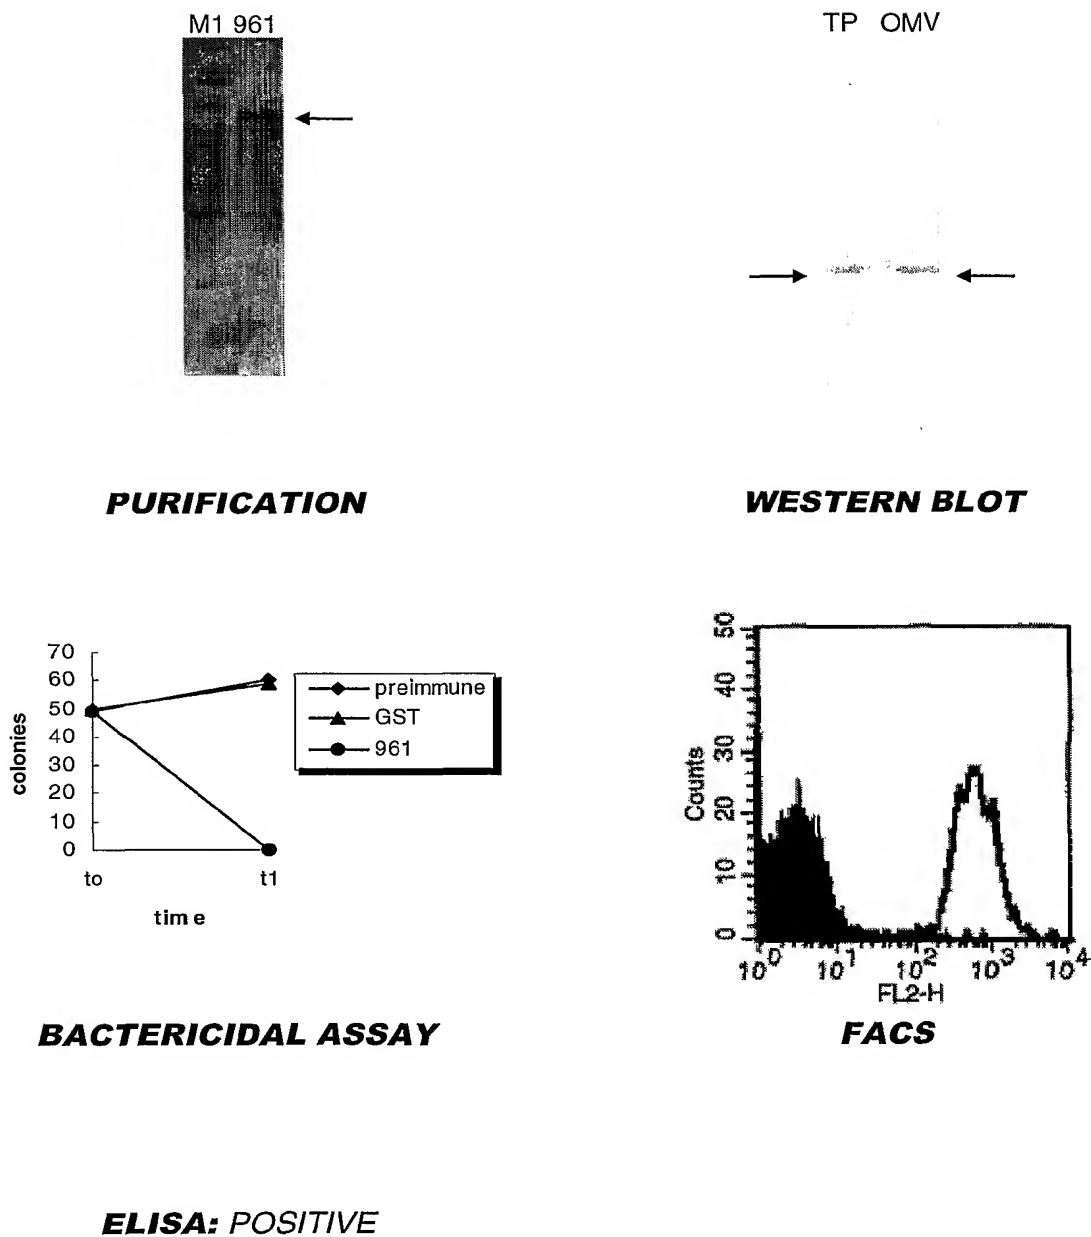 M1 961
TP OMV
PURIFICATION
WESTERN BLOT
70
60
50
40
30
20
10
0
colonies
to t1
time
preimmune
GST
961
50
40
30
20
10
0
Counts
10^0 10^1 10^2 10^3 10^4
FL2-H
BACTERICIDAL ASSAY
FACS
ELISA: POSITIVE